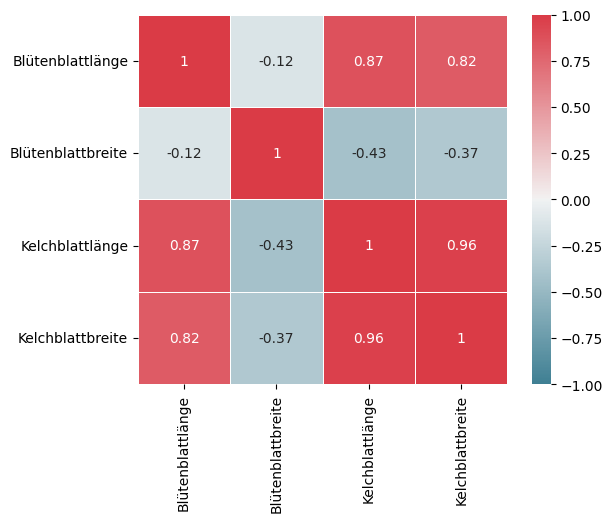 Blütenblattlänge 1 -0.12 0.87 0.82
Blütenblattbreite -0.12 1 -0.43 -0.37
Kelchblattlänge 0.87 -0.43 1 0.96
Kelchblattbreite 0.82 -0.37 0.96 1
Blütenblattlänge
Blütenblattbreite
Kelchblattlänge
Kelchblattbreite
1.00
0.75
0.50
0.25
0.00
−0.25
−0.50
−0.75
−1.00